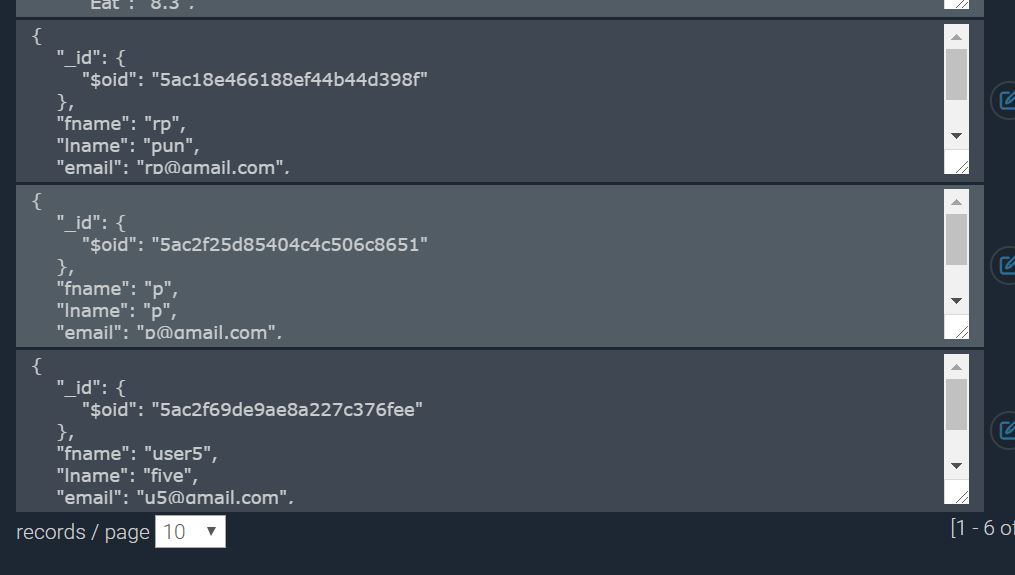 "Eat": "8.3",
{
"_id": {
"$oid": "5ac18e466188ef44b44d398f"
},
"fname": "rp",
"lname": "pun",
"email": "rp@gmail.com",
{
"_id": {
"$oid": "5ac2f25d85404c4c506c8651"
},
"fname": "p",
"lname": "p",
"email": "p@gmail.com",
{
"_id": {
"$oid": "5ac2f69de9ae8a227c376fee"
},
"fname": "user5",
"lname": "five",
"email": "u5@gmail.com",
records / page 10 [1 - 6 of